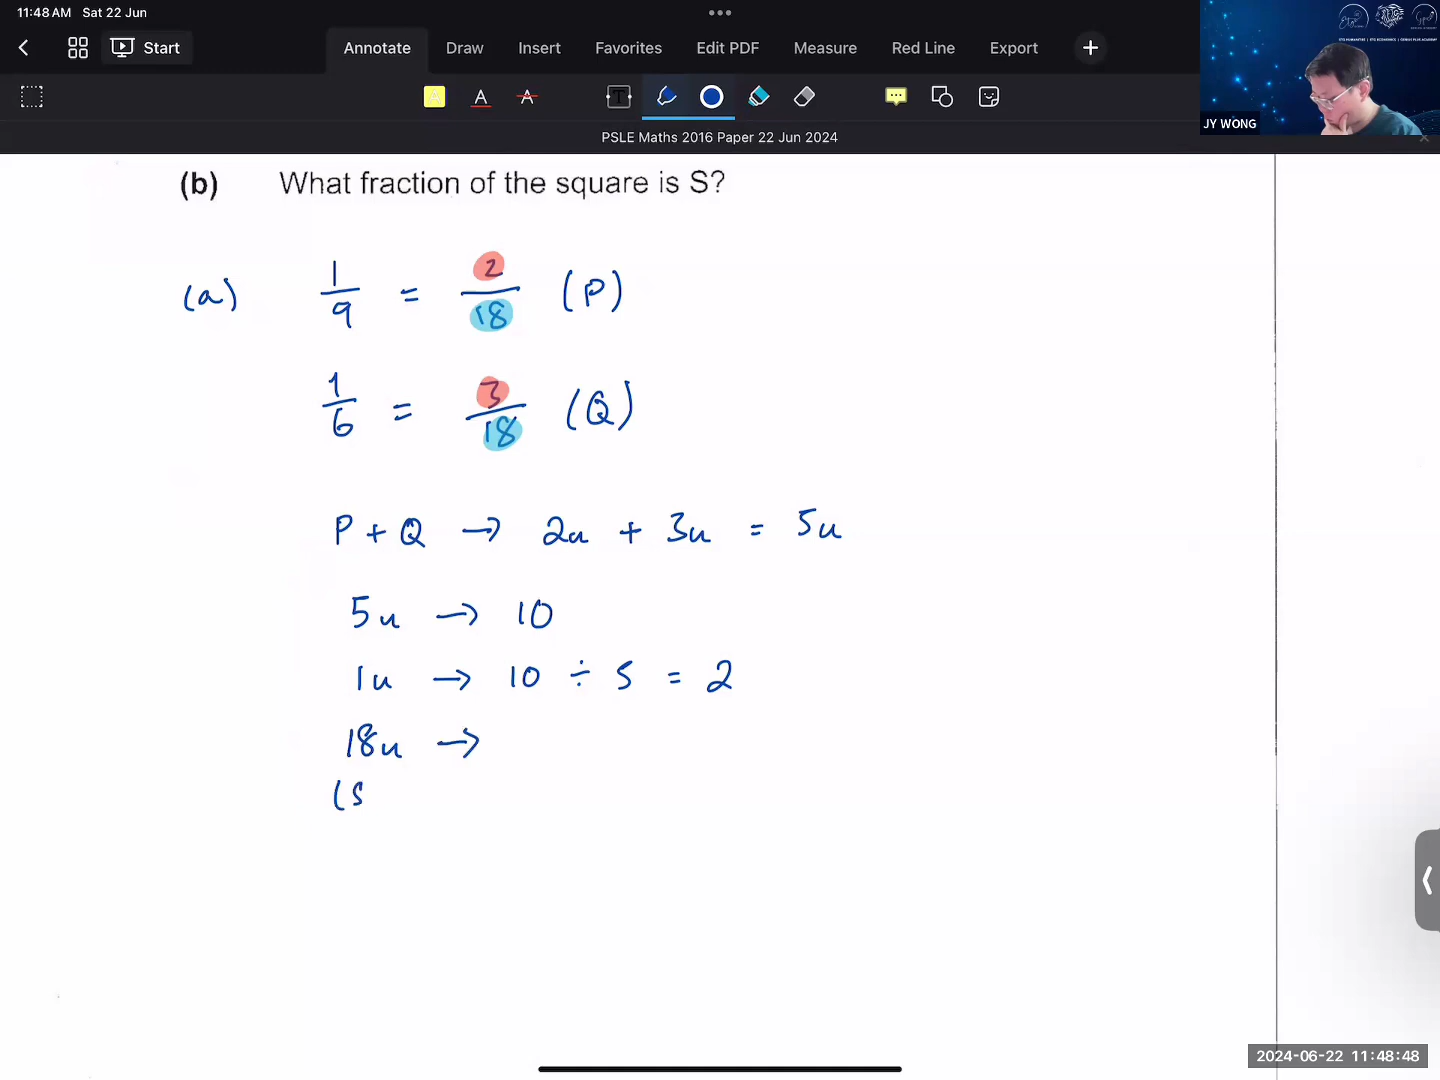 11:48 AM Sat 22 Jun
Start
Annotate Draw Insert Favorites Edit PDF Measure Red Line Export
PSLE Maths 2016 Paper 22 Jun 2024
JY WONG
(b) What fraction of the square is S?
(a) 1/9 = 2/18 (P)
1/6 = 3/18 (Q)
P + Q → 2u + 3u = 5u
5u → 10
1u → 10 ÷ 5 = 2
18u →
(S
2024-06-22 11:48:48